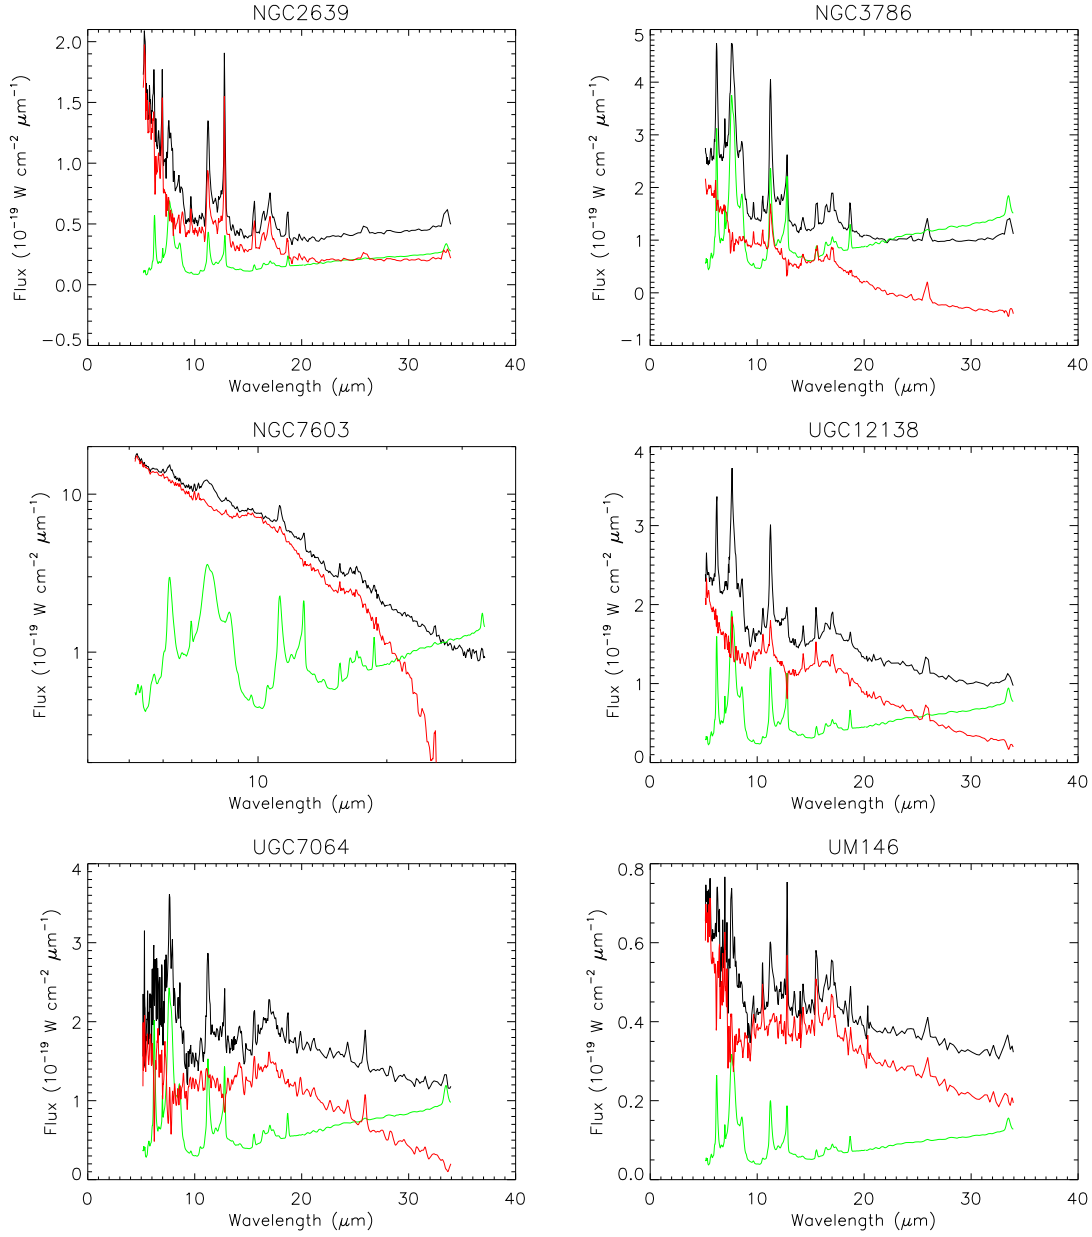 NGC2639
Flux (10⁻¹⁹ W cm⁻² μm⁻¹)
2.0
1.5
1.0
0.5
0.0
−0.5
0 10 20 30 40
Wavelength (μm)
NGC3786
Flux (10⁻¹⁹ W cm⁻² μm⁻¹)
5
4
3
2
1
0
−1
0 10 20 30 40
Wavelength (μm)
NGC7603
Flux (10⁻¹⁹ W cm⁻² μm⁻¹)
10
1
10
Wavelength (μm)
UGC12138
Flux (10⁻¹⁹ W cm⁻² μm⁻¹)
4
3
2
1
0
0 10 20 30 40
Wavelength (μm)
UGC7064
Flux (10⁻¹⁹ W cm⁻² μm⁻¹)
4
3
2
1
0
0 10 20 30 40
Wavelength (μm)
UM146
Flux (10⁻¹⁹ W cm⁻² μm⁻¹)
0.8
0.6
0.4
0.2
0.0
0 10 20 30 40
Wavelength (μm)